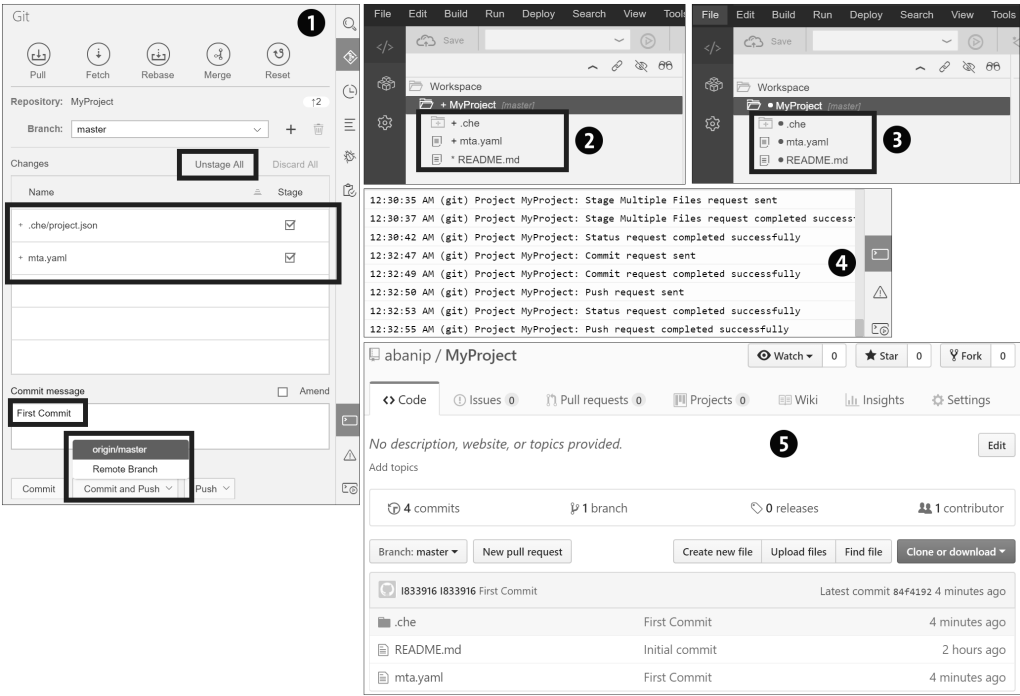 Git
1
Pull Fetch Rebase Merge Reset
Repository: MyProject ↑2
Branch: master
Changes Unstage All Discard All
Name Stage
+ .che/project.json
+ mta.yaml
Commit message Amend
First Commit
origin/master
Remote Branch
Commit Commit and Push Push
File Edit Build Run Deploy Search View Tools
Save
Workspace
+ MyProject [master]
+ .che
+ mta.yaml
* README.md
2
File Edit Build Run Deploy Search View Tools
Save
Workspace
● MyProject [master]
● .che
● mta.yaml
● README.md
3
12:30:35 AM (git) Project MyProject: Stage Multiple Files request sent
12:30:37 AM (git) Project MyProject: Stage Multiple Files request completed success
12:30:42 AM (git) Project MyProject: Status request completed successfully
12:32:47 AM (git) Project MyProject: Commit request sent
12:32:49 AM (git) Project MyProject: Commit request completed successfully
12:32:50 AM (git) Project MyProject: Push request sent
12:32:53 AM (git) Project MyProject: Status request completed successfully
12:32:55 AM (git) Project MyProject: Push request completed successfully
4
abanip / MyProject Watch 0 Star 0 Fork 0
Code Issues 0 Pull requests 0 Projects 0 Wiki Insights Settings
No description, website, or topics provided. Edit
5
Add topics
4 commits 1 branch 0 releases 1 contributor
Branch: master New pull request Create new file Upload files Find file Clone or download
I833916 I833916 First Commit Latest commit 84f4192 4 minutes ago
.che First Commit 4 minutes ago
README.md Initial commit 2 hours ago
mta.yaml First Commit 4 minutes ago